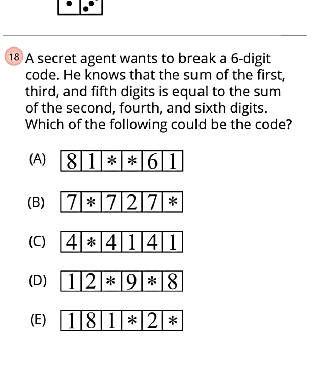 18 A secret agent wants to break a 6-digit
code. He knows that the sum of the first,
third, and fifth digits is equal to the sum
of the second, fourth, and sixth digits.
Which of the following could be the code?
(A) 8 1 * * 6 1
(B) 7 * 7 2 7 *
(C) 4 * 4 1 4 1
(D) 1 2 * 9 * 8
(E) 1 8 1 * 2 *